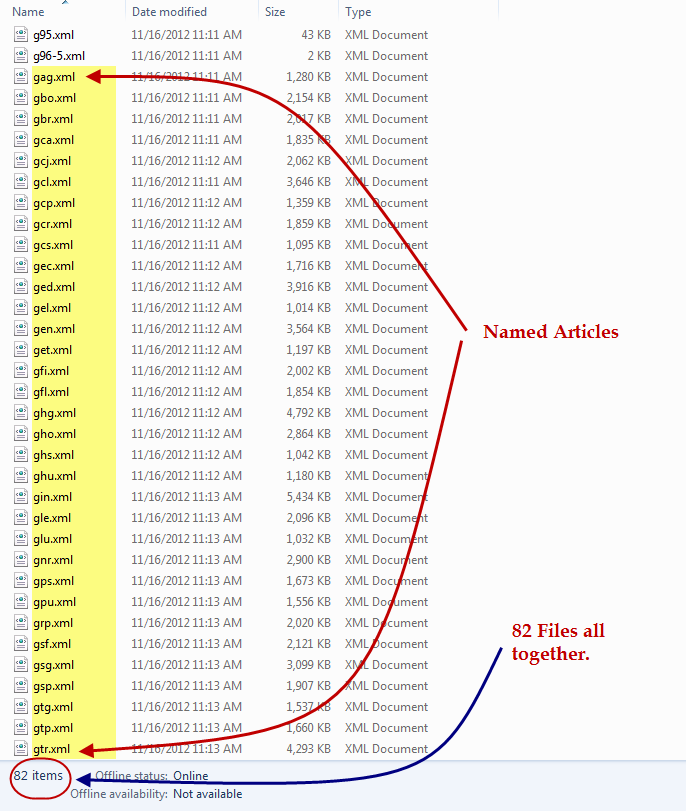 Name Date modified Size Type
g95.xml 11/16/2012 11:11 AM 43 KB XML Document
g96-5.xml 11/16/2012 11:11 AM 2 KB XML Document
gag.xml 11/16/2012 11:11 AM 1,280 KB XML Document
gbo.xml 11/16/2012 11:11 AM 2,154 KB XML Document
gbr.xml 11/16/2012 11:11 AM 2,017 KB XML Document
gca.xml 11/16/2012 11:11 AM 1,835 KB XML Document
gcj.xml 11/16/2012 11:12 AM 2,062 KB XML Document
gcl.xml 11/16/2012 11:11 AM 3,646 KB XML Document
gcp.xml 11/16/2012 11:12 AM 1,359 KB XML Document
gcr.xml 11/16/2012 11:12 AM 1,859 KB XML Document
gcs.xml 11/16/2012 11:11 AM 1,095 KB XML Document
gec.xml 11/16/2012 11:12 AM 1,716 KB XML Document
ged.xml 11/16/2012 11:12 AM 3,916 KB XML Document
gel.xml 11/16/2012 11:12 AM 1,014 KB XML Document
gen.xml 11/16/2012 11:12 AM 3,564 KB XML Document
Named Articles
get.xml 11/16/2012 11:12 AM 1,197 KB XML Document
gfi.xml 11/16/2012 11:12 AM 2,002 KB XML Document
gfl.xml 11/16/2012 11:12 AM 1,854 KB XML Document
ghg.xml 11/16/2012 11:12 AM 4,792 KB XML Document
gho.xml 11/16/2012 11:12 AM 2,864 KB XML Document
ghs.xml 11/16/2012 11:12 AM 1,042 KB XML Document
ghu.xml 11/16/2012 11:12 AM 1,180 KB XML Document
gin.xml 11/16/2012 11:13 AM 5,434 KB XML Document
gle.xml 11/16/2012 11:13 AM 2,096 KB XML Document
glu.xml 11/16/2012 11:13 AM 1,032 KB XML Document
gnr.xml 11/16/2012 11:13 AM 2,900 KB XML Document
gps.xml 11/16/2012 11:13 AM 1,673 KB XML Document
gpu.xml 11/16/2012 11:13 AM 1,556 KB XML Document
grp.xml 11/16/2012 11:13 AM 2,020 KB XML Document
gsf.xml 11/16/2012 11:13 AM 2,121 KB XML Document
gsg.xml 11/16/2012 11:13 AM 3,099 KB XML Document
gsp.xml 11/16/2012 11:13 AM 1,907 KB XML Document
gtg.xml 11/16/2012 11:13 AM 1,537 KB XML Document
gtp.xml 11/16/2012 11:13 AM 1,660 KB XML Document
gtr.xml 11/16/2012 11:13 AM 4,293 KB XML Document
82 Files all
together.
82 items Offline status: Online
Offline availability: Not available